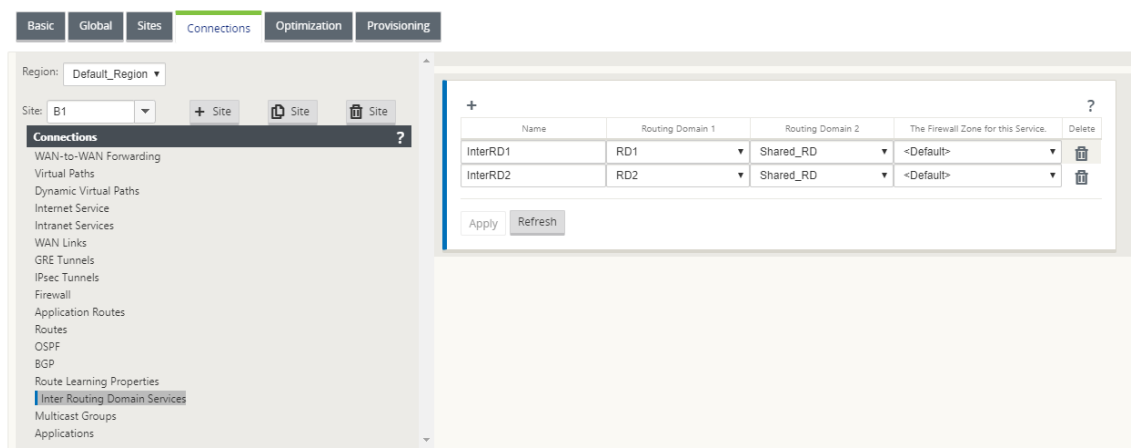 Basic Global Sites Connections Optimization Provisioning
Region: Default_Region
Site: B1 + Site Site Site
Connections ?
WAN-to-WAN Forwarding
Virtual Paths
Dynamic Virtual Paths
Internet Service
Intranet Services
WAN Links
GRE Tunnels
IPsec Tunnels
Firewall
Application Routes
Routes
OSPF
BGP
Route Learning Properties
Inter Routing Domain Services
Multicast Groups
Applications
+ ?
Name Routing Domain 1 Routing Domain 2 The Firewall Zone for this Service. Delete
InterRD1 RD1 Shared_RD <Default>
InterRD2 RD2 Shared_RD <Default>
Apply Refresh